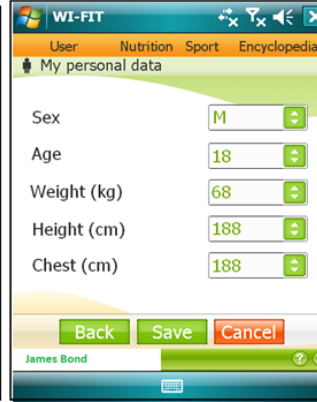 WI-FIT
User Nutrition Sport Encyclopedia
My personal data
Sex M
Age 18
Weight (kg) 68
Height (cm) 188
Chest (cm) 188
Back Save Cancel
James Bond